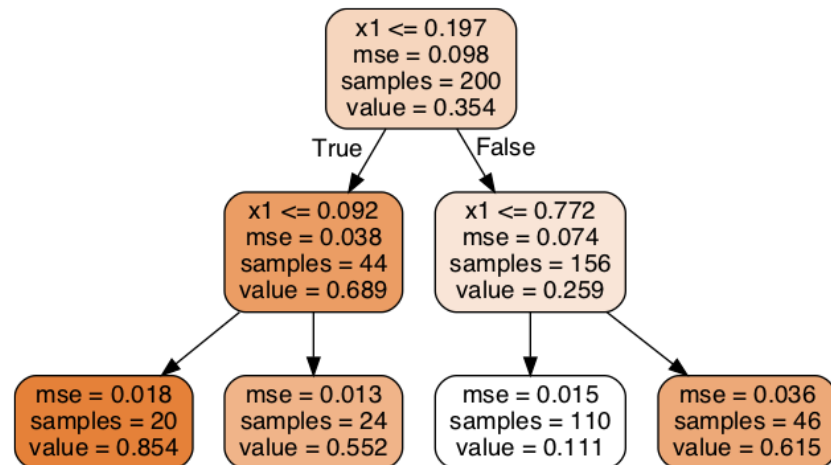 x1 <= 0.197
mse = 0.098
samples = 200
value = 0.354
True
False
x1 <= 0.092
mse = 0.038
samples = 44
value = 0.689
x1 <= 0.772
mse = 0.074
samples = 156
value = 0.259
mse = 0.018
samples = 20
value = 0.854
mse = 0.013
samples = 24
value = 0.552
mse = 0.015
samples = 110
value = 0.111
mse = 0.036
samples = 46
value = 0.615